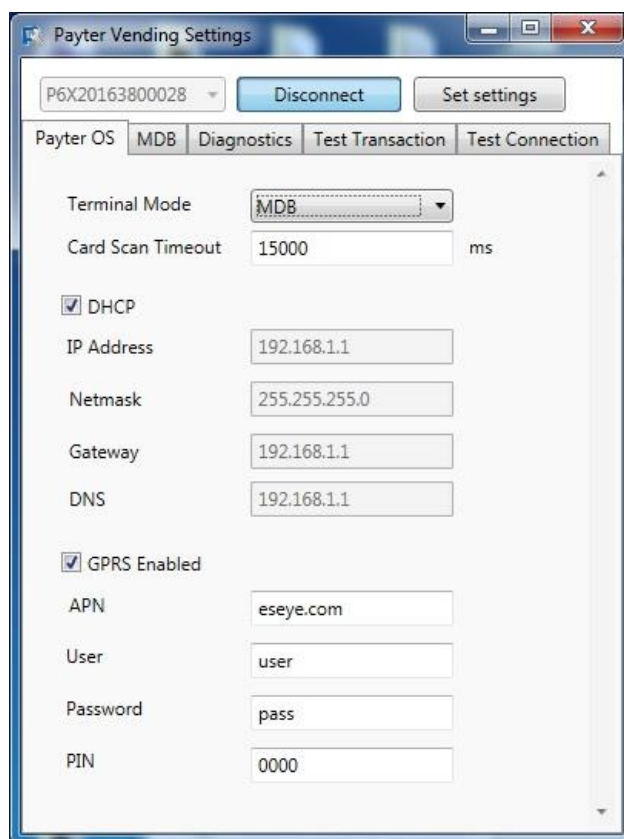 Payter Vending Settings
P6X20163800028 Disconnect Set settings
Payter OS MDB Diagnostics Test Transaction Test Connection
Terminal Mode MDB
Card Scan Timeout 15000 ms
DHCP
IP Address 192.168.1.1
Netmask 255.255.255.0
Gateway 192.168.1.1
DNS 192.168.1.1
GPRS Enabled
APN eseye.com
User user
Password pass
PIN 0000